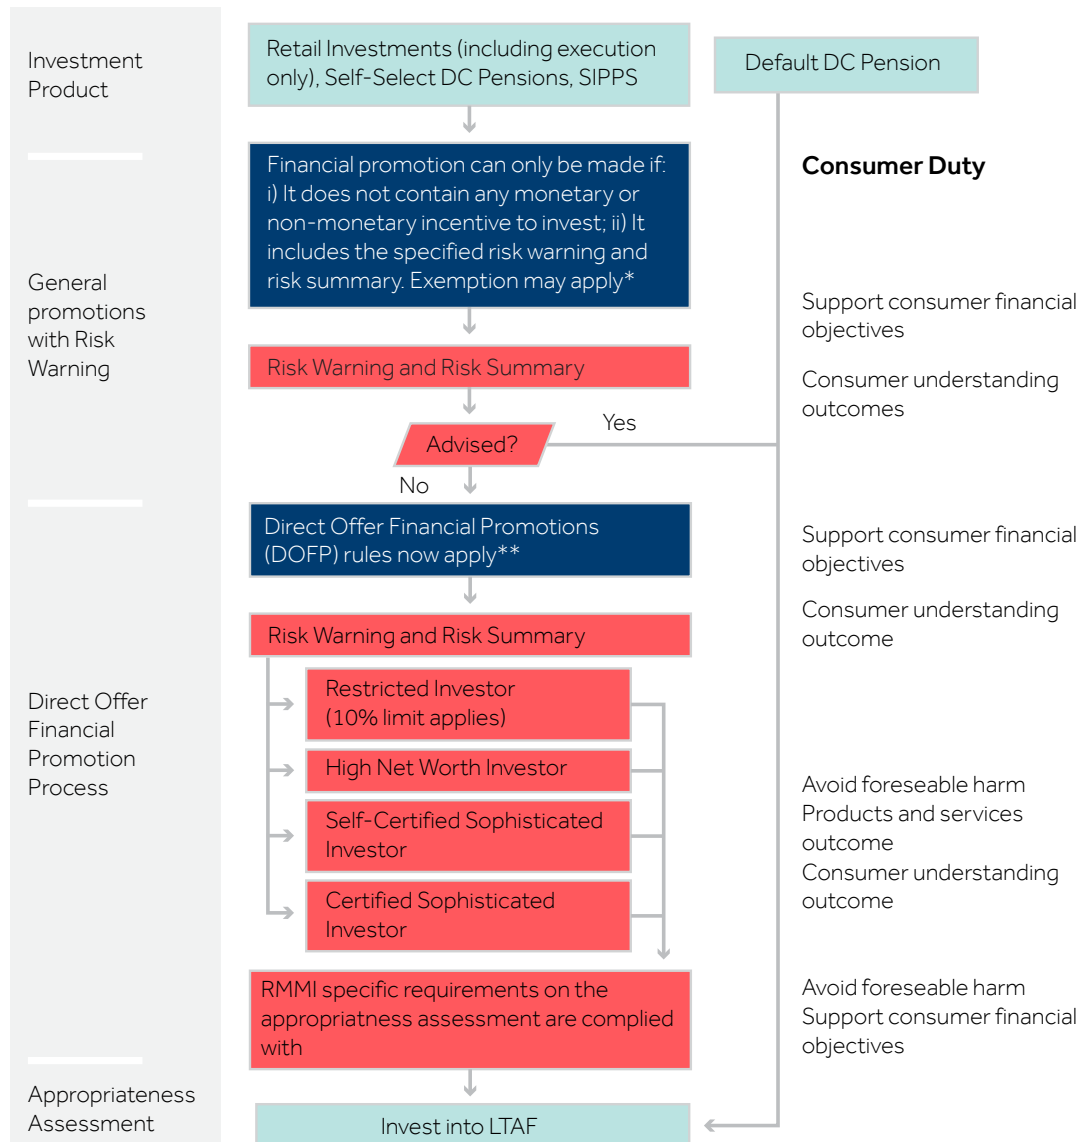 Investment
Product
Retail Investments (including execution
only), Self-Select DC Pensions, SIPPS
Default DC Pension
General
promotions
with Risk
Warning
Financial promotion can only be made if:
i) It does not contain any monetary or
non-monetary incentive to invest; ii) It
includes the specified risk warning and
risk summary. Exemption may apply*
Risk Warning and Risk Summary
Advised?
Yes
No
Consumer Duty
Support consumer financial
objectives
Consumer understanding
outcomes
Direct Offer
Financial
Promotion
Process
Direct Offer Financial Promotions
(DOFP) rules now apply**
Risk Warning and Risk Summary
Restricted Investor
(10% limit applies)
High Net Worth Investor
Self-Certified Sophisticated
Investor
Certified Sophisticated
Investor
RMMI specific requirements on the
appropriatness assessment are complied
with
Support consumer financial
objectives
Consumer understanding
outcome
Avoid foreseable harm
Products and services
outcome
Consumer understanding
outcome
Avoid foreseable harm
Support consumer financial
objectives
Appropriateness
Assessment
Invest into LTAF